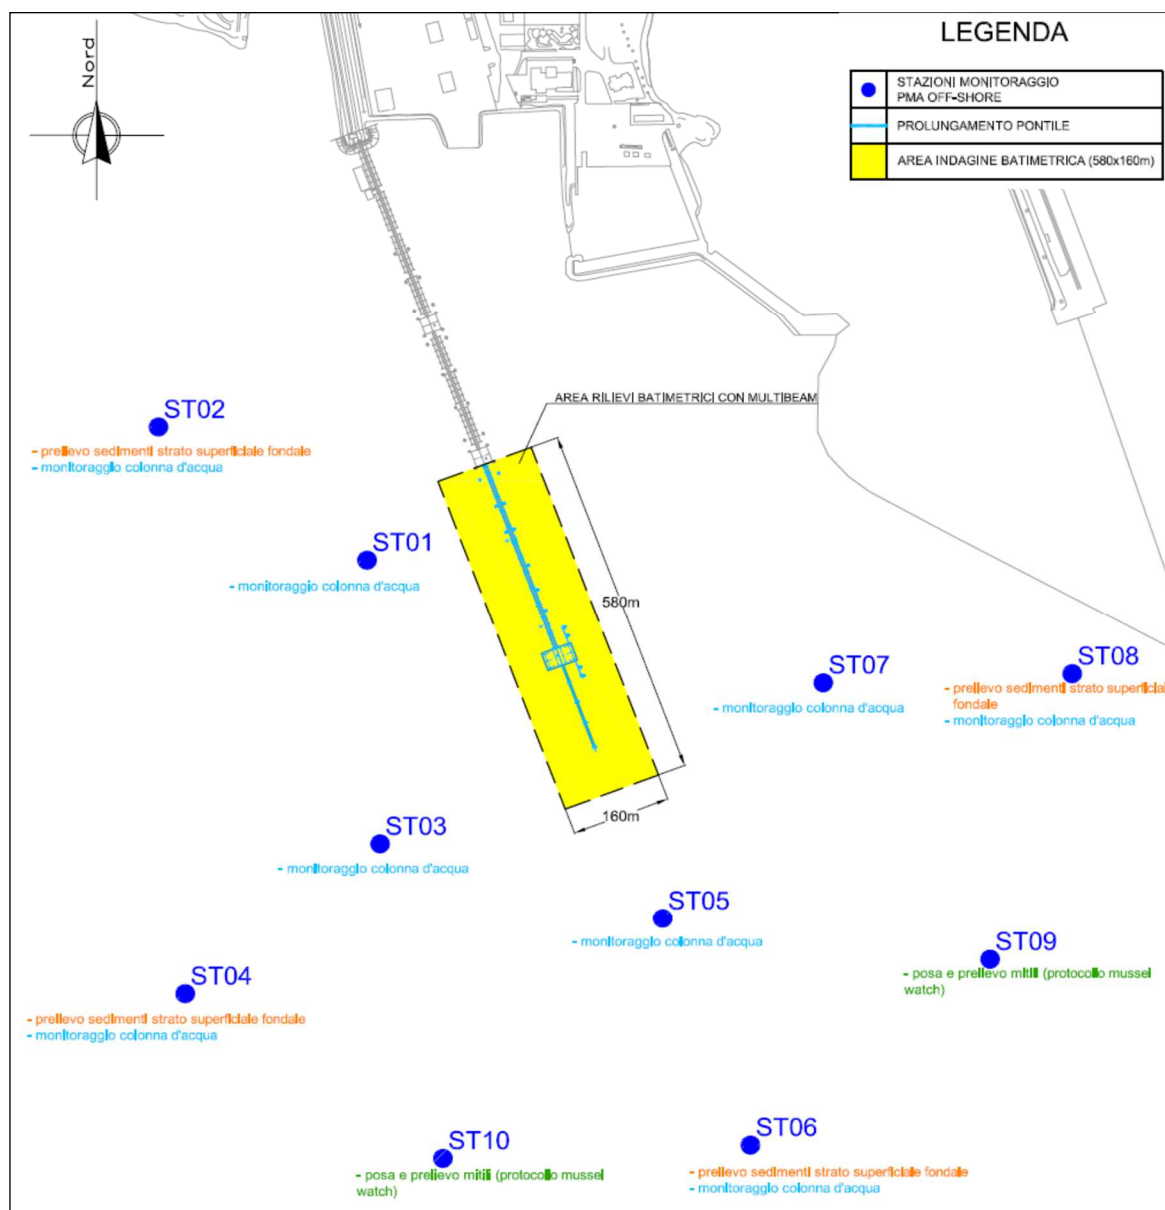 Nord
LEGENDA
STAZIONI MONITORAGGIO
PMA OFF-SHORE
PROLUNGAMENTO PONTILE
AREA INDAGINE BATIMETRICA (580x160m)
AREA RILIEVI BATIMETRICI CON MULTIBEAM
ST02
- prelievo sedimenti strato superficiale fondale
- monitoraggio colonna d'acqua
ST01
- monitoraggio colonna d'acqua
580m
ST07
- monitoraggio colonna d'acqua
ST08
- prelievo sedimenti strato superficial
fondale
- monitoraggio colonna d'acqua
160m
ST03
- monitoraggio colonna d'acqua
ST05
- monitoraggio colonna d'acqua
ST09
- posa e prelievo mitili (protocollo mussel
watch)
ST04
- prelievo sedimenti strato superficiale fondale
- monitoraggio colonna d'acqua
ST10
- posa e prelievo mitili (protocollo mussel
watch)
ST06
- prelievo sedimenti strato superficiale fondale
- monitoraggio colonna d'acqua